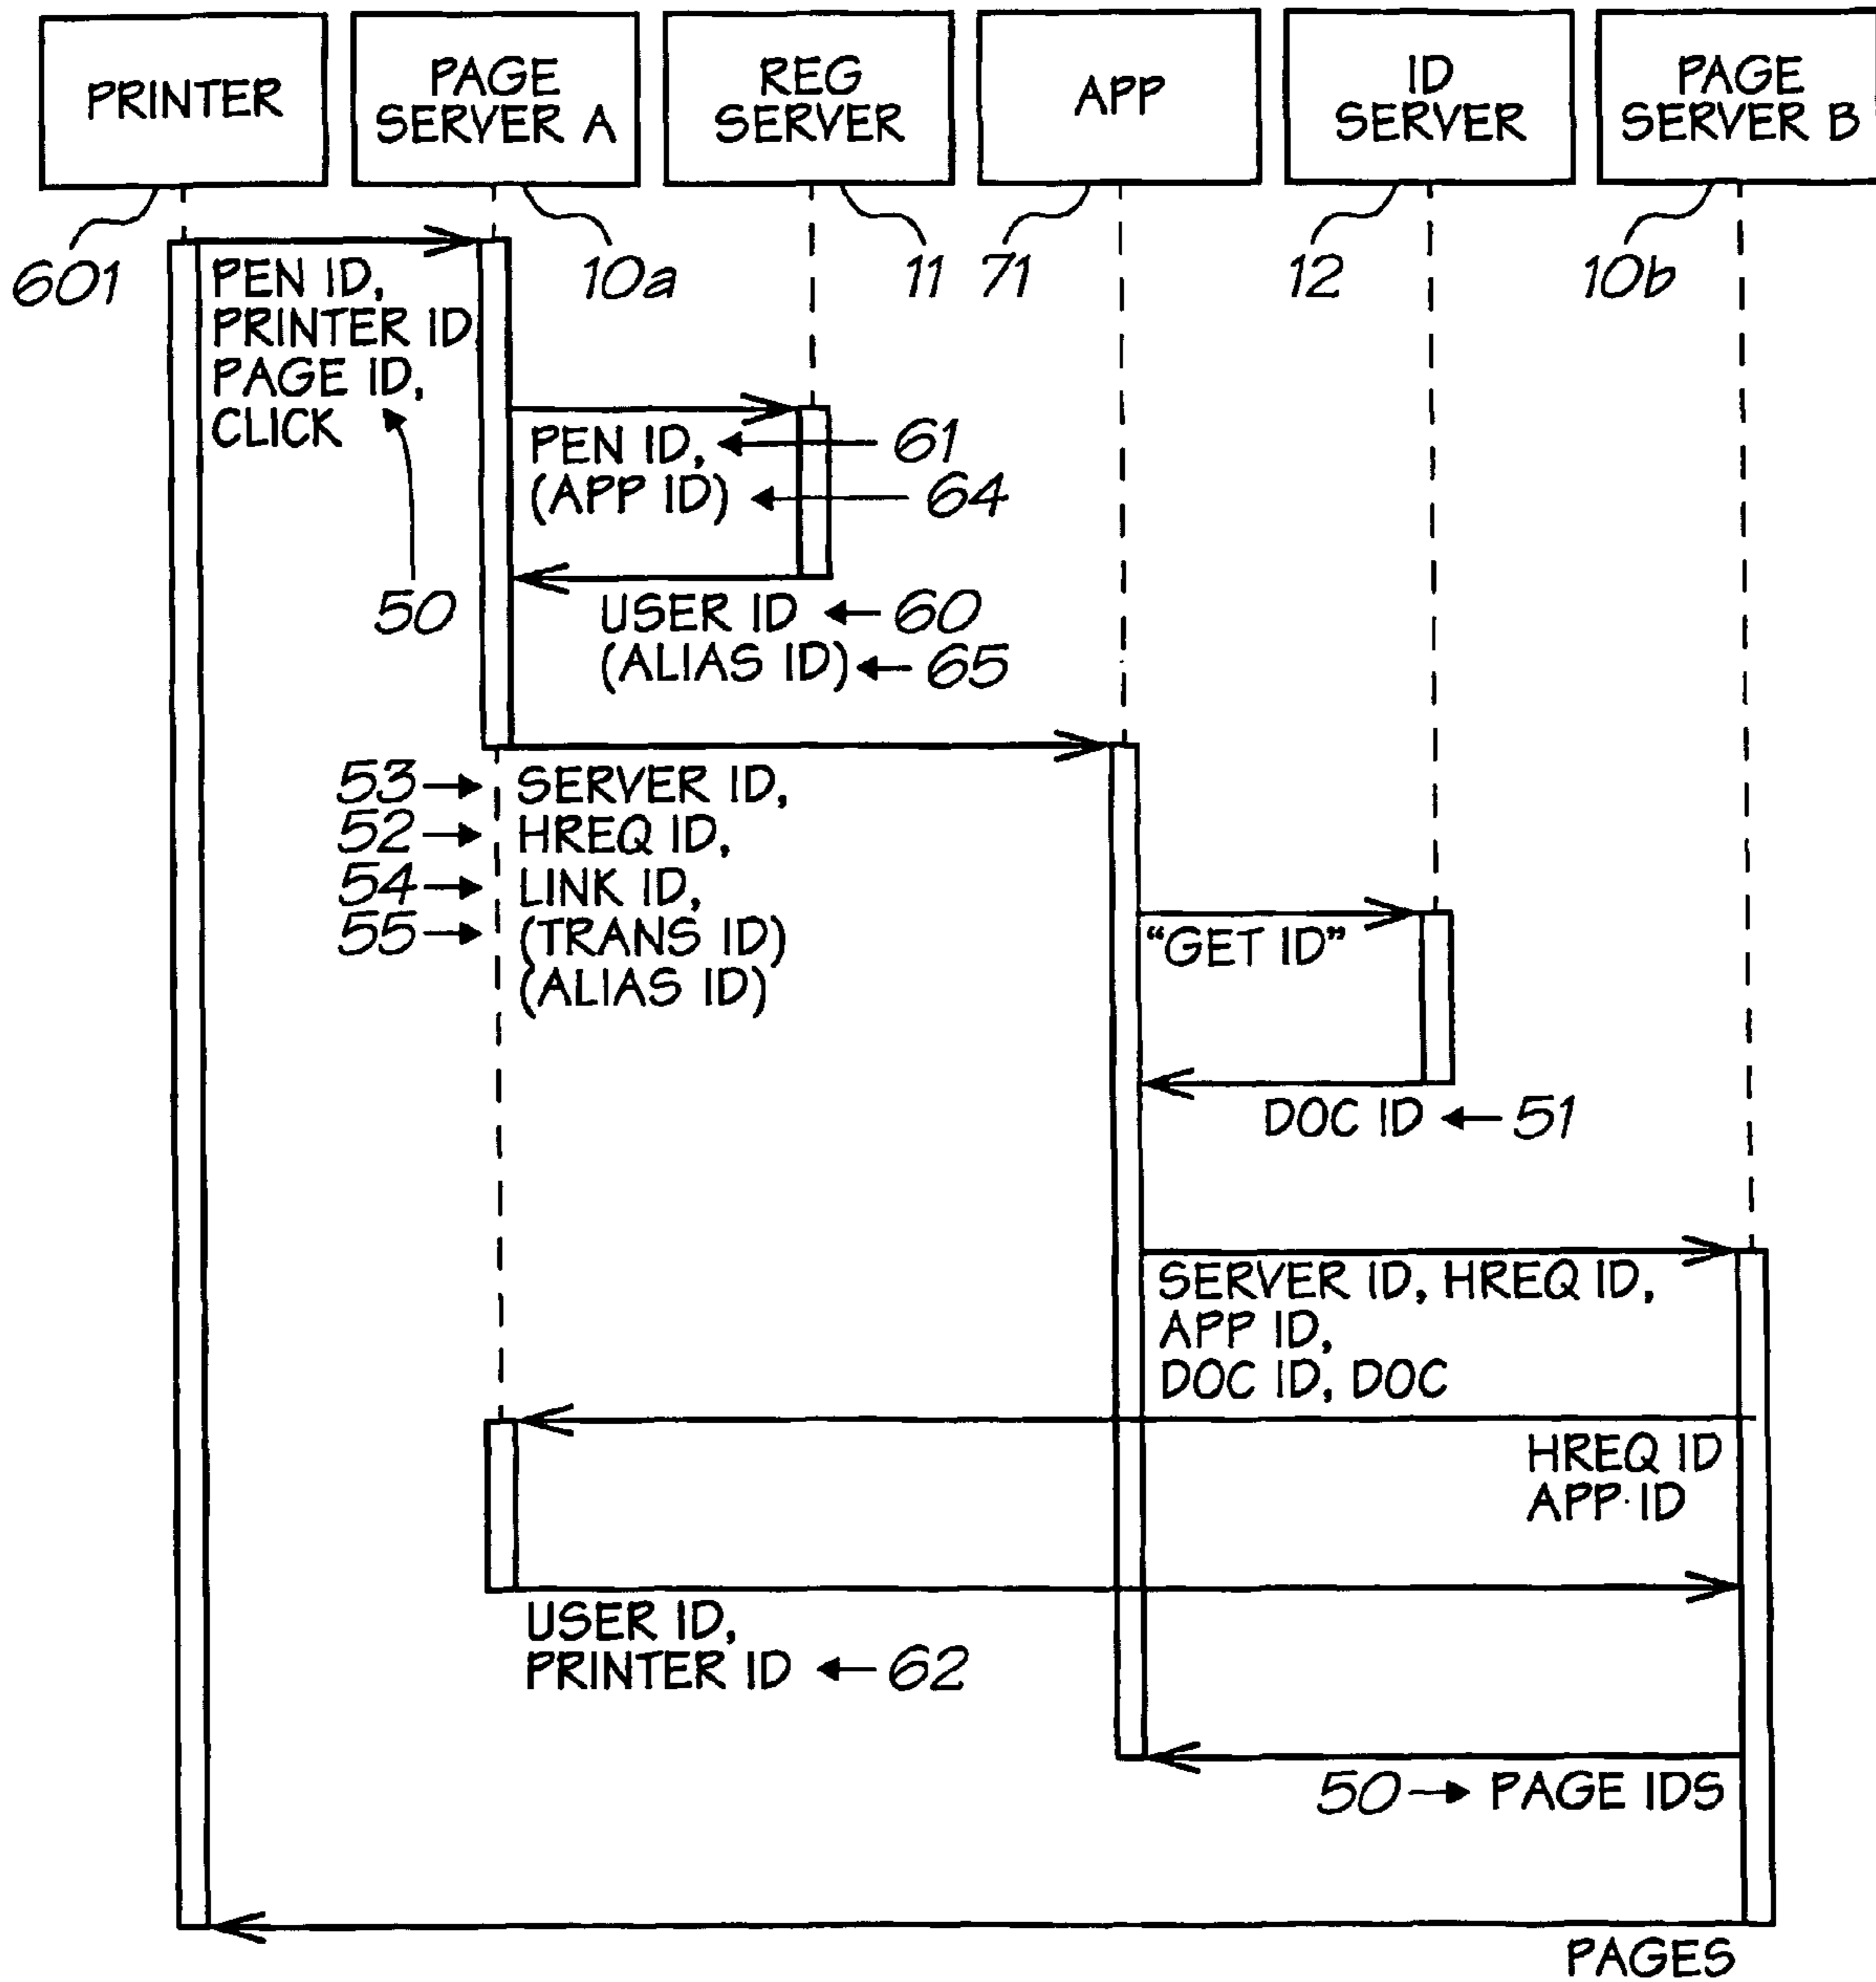 PRINTER
PAGE
SERVER A
REG
SERVER
APP
ID
SERVER
PAGE
SERVER B
601
10a
11
71
12
10b
PEN ID,
PRINTER ID
PAGE ID,
CLICK
50
PEN ID,
61
(APP ID)
64
USER ID
60
(ALIAS ID)
65
53
SERVER ID,
52
HREQ ID,
54
LINK ID,
55
(TRANS ID)
(ALIAS ID)
“GET ID”
DOC ID
51
SERVER ID, HREQ ID,
APP ID,
DOC ID, DOC
HREQ ID
APP ID
USER ID,
PRINTER ID
62
50
PAGE IDS
PAGES